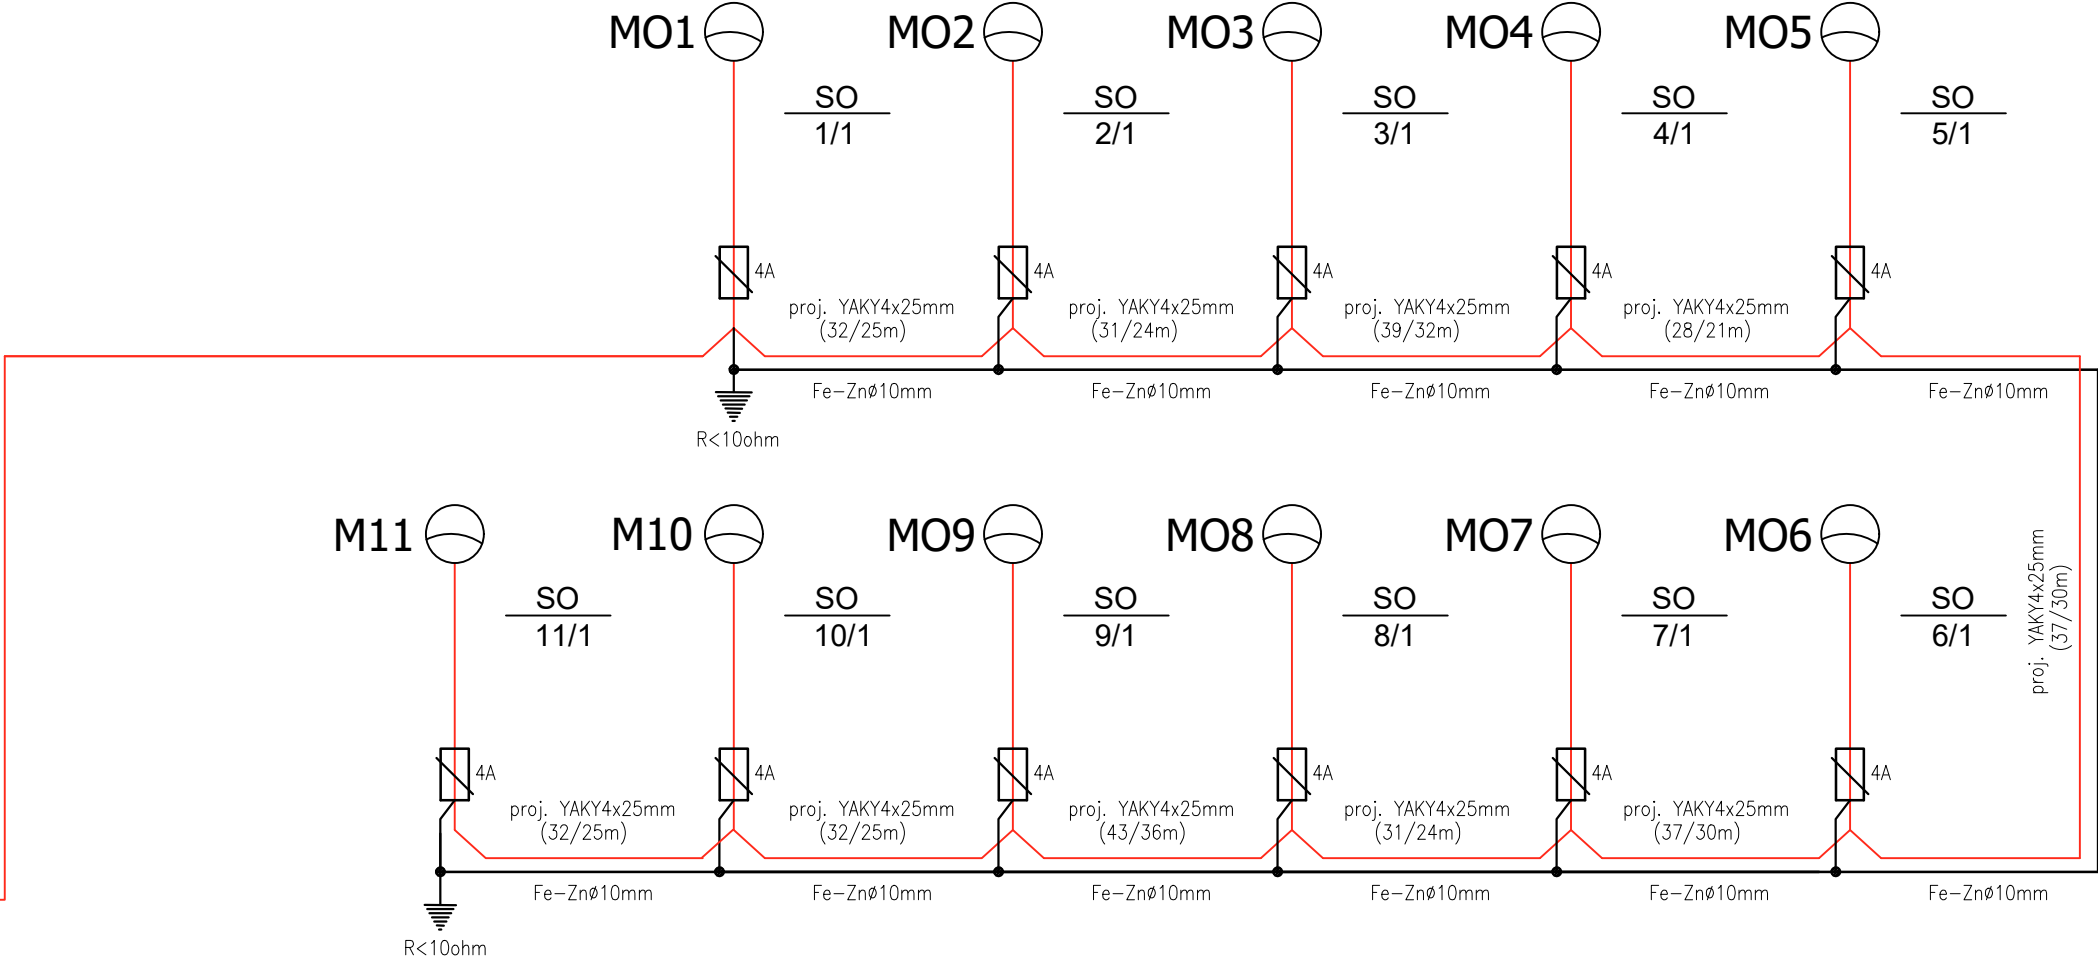 MO1 MO2 MO3 MO4 MO5
SO SO SO SO SO
1/1 2/1 3/1 4/1 5/1
4A 4A 4A 4A 4A
proj. YAKY4x25mm proj. YAKY4x25mm proj. YAKY4x25mm proj. YAKY4x25mm
(32/25m) (31/24m) (39/32m) (28/21m)
Fe-Znø10mm Fe-Znø10mm Fe-Znø10mm Fe-Znø10mm Fe-Znø10mm
R<10ohm
M11 M10 MO9 MO8 MO7 MO6
proj. YAKY4x25mm
(37/30m)
SO SO SO SO SO SO
11/1 10/1 9/1 8/1 7/1 6/1
4A 4A 4A 4A 4A 4A
proj. YAKY4x25mm proj. YAKY4x25mm proj. YAKY4x25mm proj. YAKY4x25mm proj. YAKY4x25mm
(32/25m) (32/25m) (43/36m) (31/24m) (37/30m)
Fe-Znø10mm Fe-Znø10mm Fe-Znø10mm Fe-Znø10mm Fe-Znø10mm Fe-Znø10mm
R<10ohm